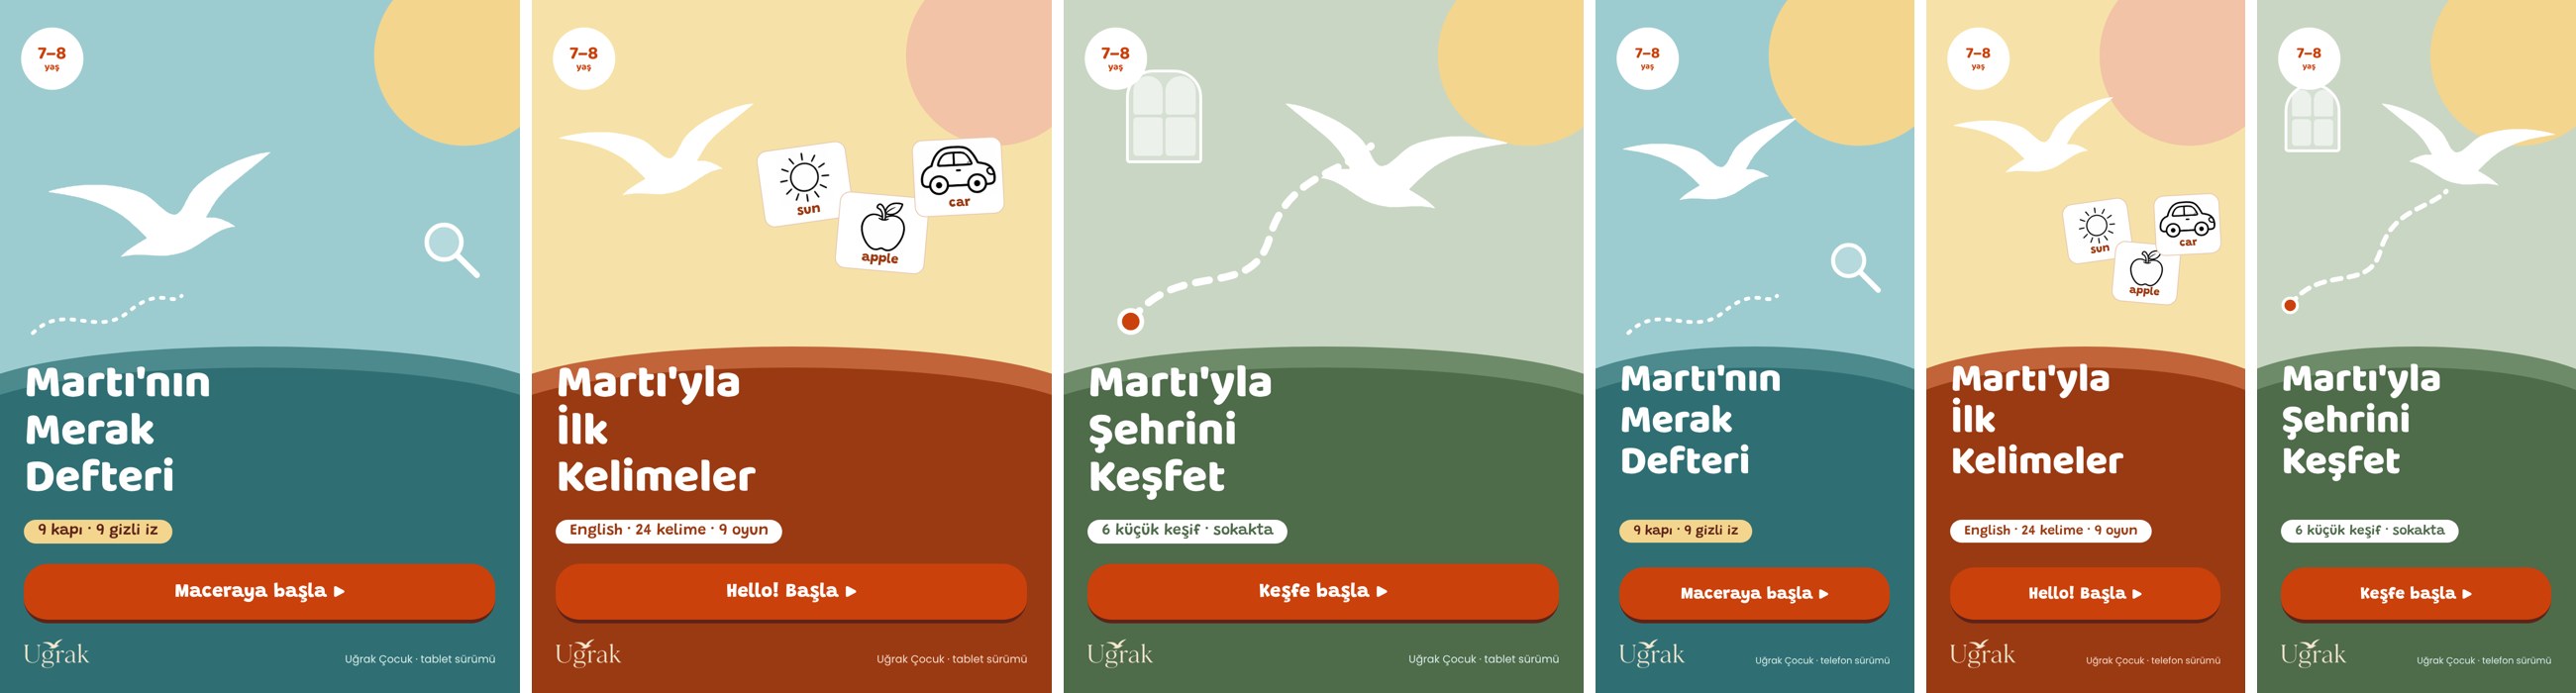 7–8
yaş
Martı'nın
Merak
Defteri
9 kapı · 9 gizli iz
Maceraya başla ▶
Uğrak
Uğrak Çocuk · tablet sürümü
7–8
yaş
sun
apple
car
Martı'yla
İlk
Kelimeler
English · 24 kelime · 9 oyun
Hello! Başla ▶
Uğrak
Uğrak Çocuk · tablet sürümü
7–8
yaş
Martı'yla
Şehrini
Keşfet
6 küçük keşif · sokakta
Keşfe başla ▶
Uğrak
Uğrak Çocuk · tablet sürümü
7–8
yaş
Martı'nın
Merak
Defteri
9 kapı · 9 gizli iz
Maceraya başla ▶
Uğrak
Uğrak Çocuk · telefon sürümü
7–8
yaş
sun
car
apple
Martı'yla
İlk
Kelimeler
English · 24 kelime · 9 oyun
Hello! Başla ▶
Uğrak
Uğrak Çocuk · telefon sürümü
7–8
yaş
Martı'yla
Şehrini
Keşfet
6 küçük keşif · sokakta
Keşfe başla ▶
Uğrak
Uğrak Çocuk · telefon sürümü